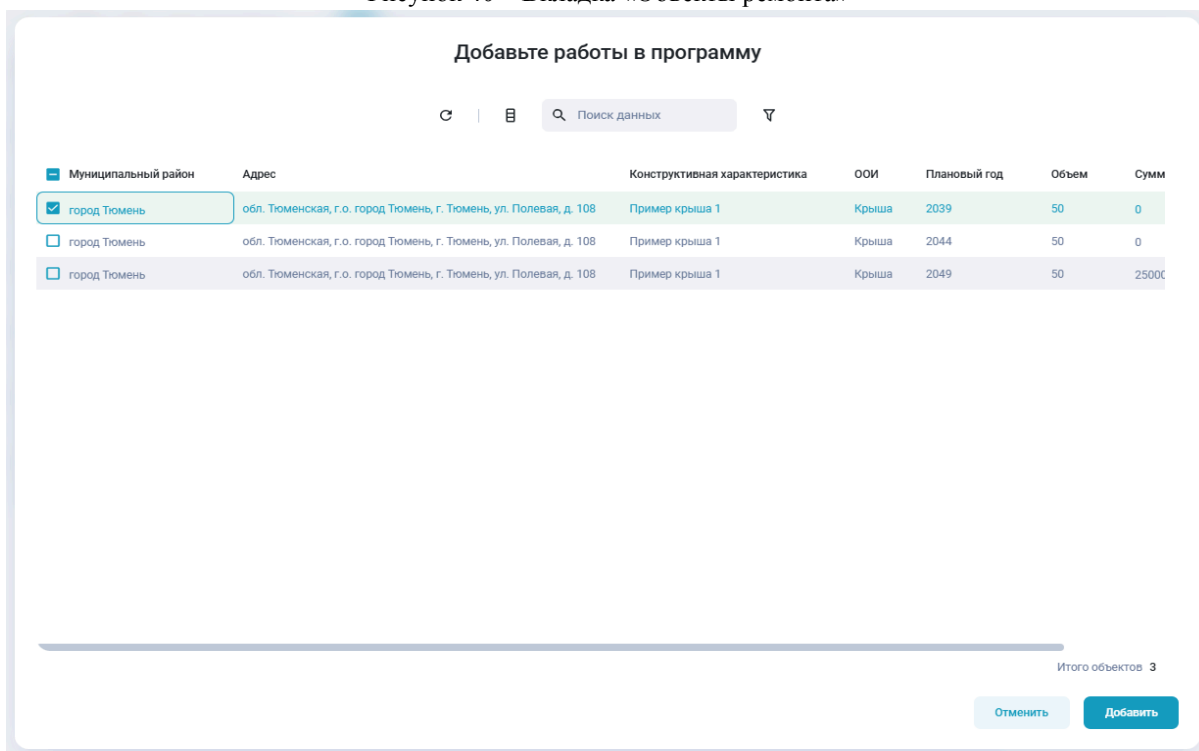 Добавьте работы в программу
Поиск данных
Муниципальный район Адрес Конструктивная характеристика ООИ Плановый год Объем Сумм
город Тюмень обл. Тюменская, г.о. город Тюмень, г. Тюмень, ул. Полевая, д. 108 Пример крыша 1 Крыша 2039 50 0
город Тюмень обл. Тюменская, г.о. город Тюмень, г. Тюмень, ул. Полевая, д. 108 Пример крыша 1 Крыша 2044 50 0
город Тюмень обл. Тюменская, г.о. город Тюмень, г. Тюмень, ул. Полевая, д. 108 Пример крыша 1 Крыша 2049 50 25000
Итого объектов 3
Отменить Добавить